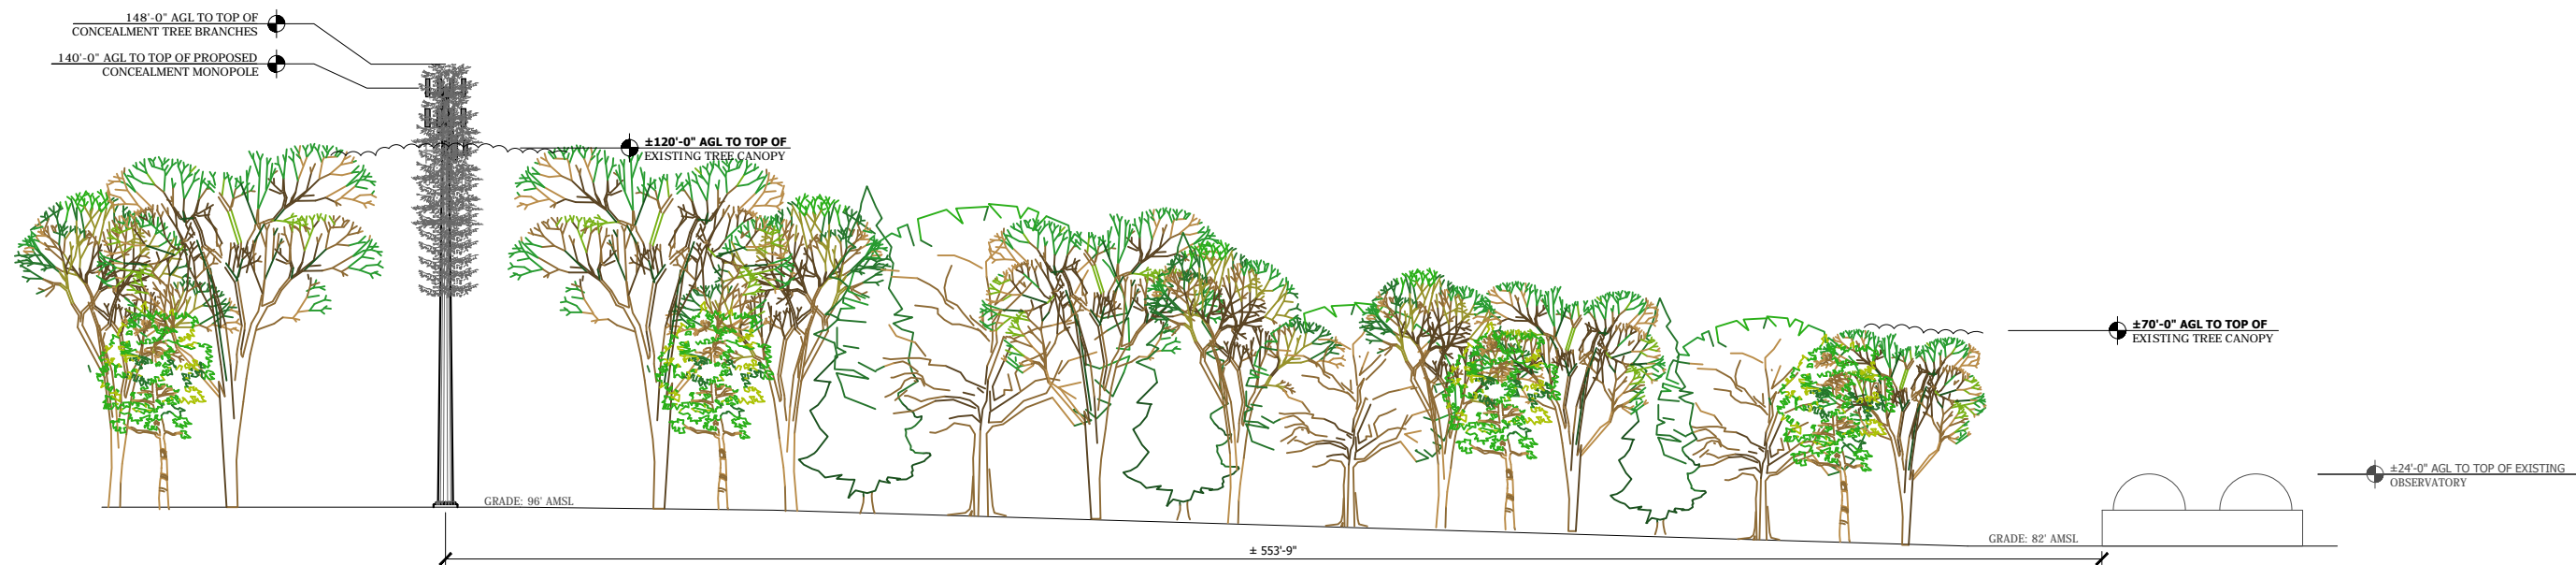 148'-0" AGL TO TOP OF
CONCEALMENT TREE BRANCHES
140'-0" AGL TO TOP OF PROPOSED
CONCEALMENT MONOPOLE
±120'-0" AGL TO TOP OF
EXISTING TREE CANOPY
±70'-0" AGL TO TOP OF
EXISTING TREE CANOPY
±24'-0" AGL TO TOP OF EXISTING
OBSERVATORY
GRADE: 96' AMSL
GRADE: 82' AMSL
± 553'-9"